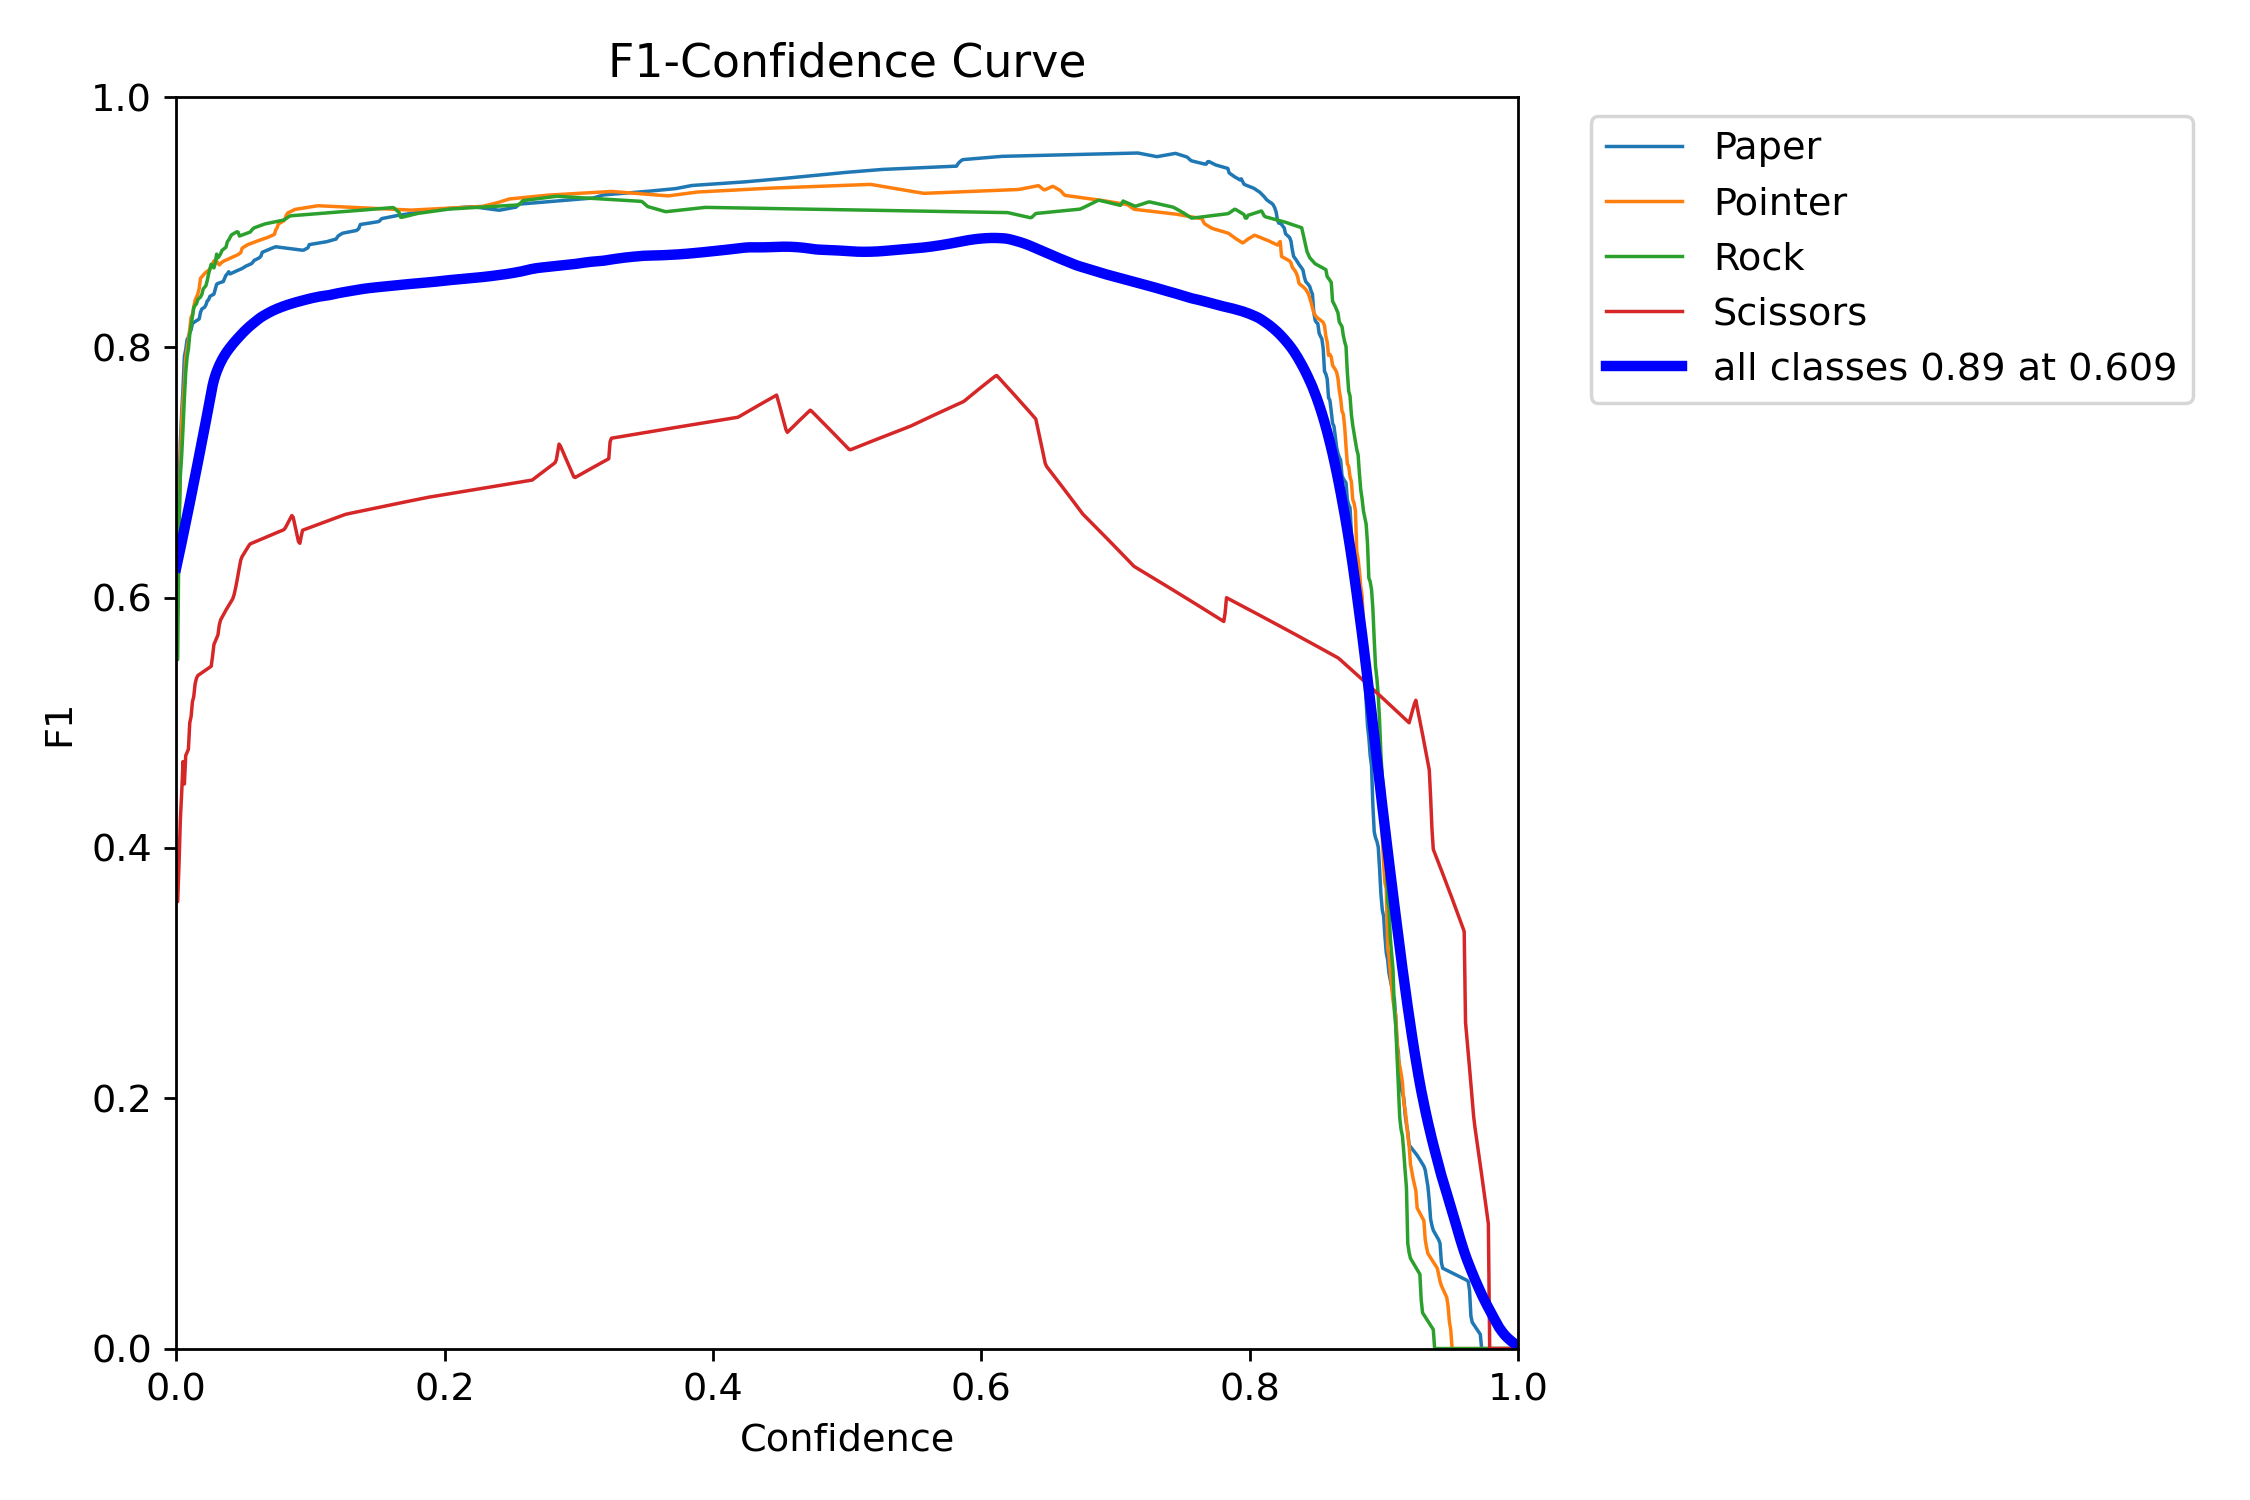 F1-Confidence Curve
1.0
0.8
0.6
0.4
0.2
0.0
F1
0.0 0.2 0.4 0.6 0.8 1.0
Confidence
Paper
Pointer
Rock
Scissors
all classes 0.89 at 0.609